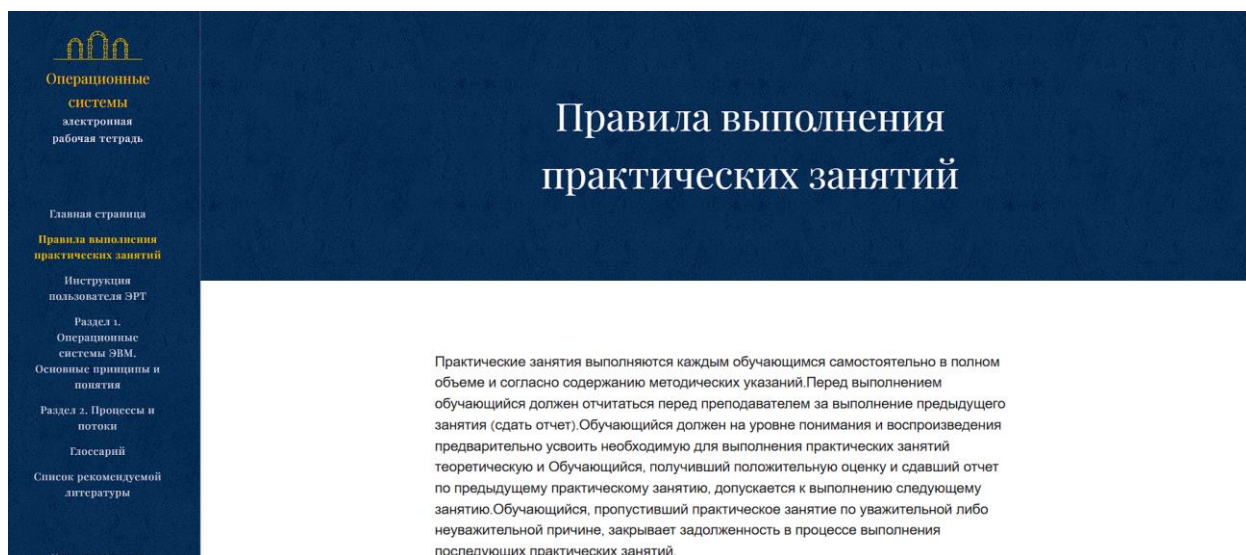 Операционные
системы
электронная
рабочая тетрадь
Главная страница
Правила выполнения
практических занятий
Инструкция
пользователя ЭРТ
Раздел 1.
Операционные
системы ЭВМ.
Основные принципы и
понятия
Раздел 2. Процессы и
потоки
Глоссарий
Список рекомендуемой
литературы
Правила выполнения
практических занятий
Практические занятия выполняются каждым обучающимся самостоятельно в полном
объеме и согласно содержанию методических указаний.Перед выполнением
обучающийся должен отчитаться перед преподавателем за выполнение предыдущего
занятия (сдать отчет).Обучающийся должен на уровне понимания и воспроизведения
предварительно усвоить необходимую для выполнения практических занятий
теоретическую и Обучающийся, получивший положительную оценку и сдавший отчет
по предыдущему практическому занятию, допускается к выполнению следующему
занятию.Обучающийся, пропустивший практическое занятие по уважительной либо
неуважительной причине, закрывает задолженность в процессе выполнения
последующих практических занятий.